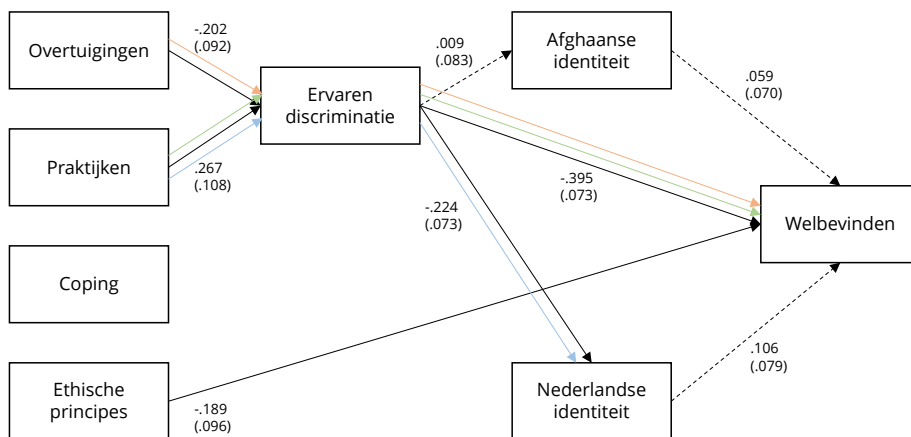 Overtuigingen
-.202
(.092)
Praktijken
.267
(.108)
Coping
Ethische
principes
-.189
(.096)
Ervaren
discriminatie
.009
(.083)
Afghaanse
identiteit
.059
(.070)
-.395
(.073)
-.224
(.073)
Welbevinden
Nederlandse
identiteit
.106
(.079)